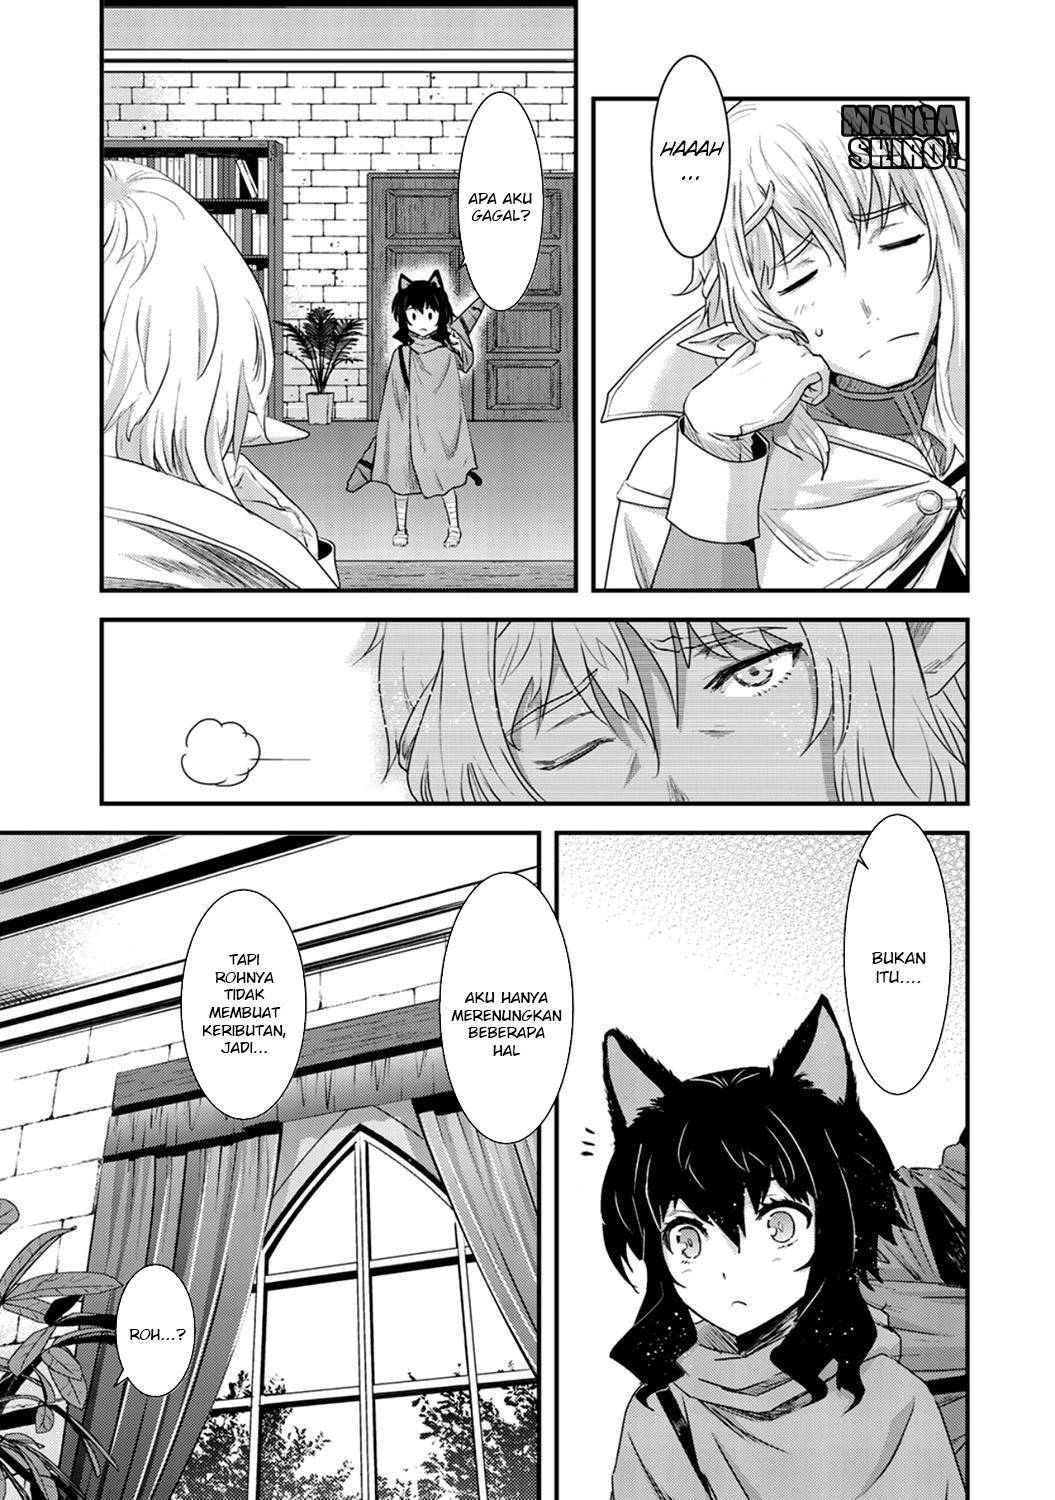 MANGA
SHIRO
HAAAH
...
APA AKU
GAGAL?
BUKAN
ITU....
AKU HANYA
MERENUNGKAN
BEBERAPA
HAL
TAPI
ROHNYA
TIDAK
MEMBUAT
KERIBUTAN,
JADI...
ROH...?